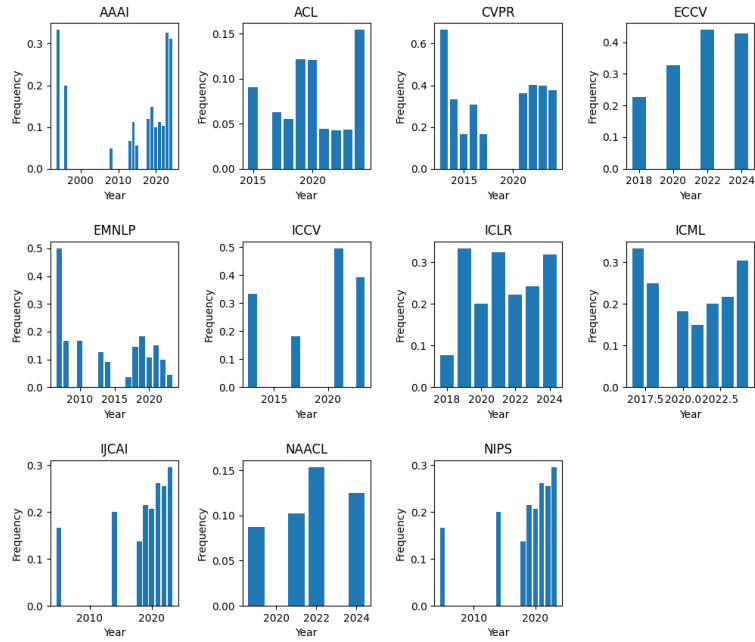 AAAI
0.3
0.2
0.1
0.0
2000
2010
2020
Frequency
Year
ACL
0.15
0.10
0.05
0.00
2015
2020
Frequency
Year
CVPR
0.6
0.4
0.2
0.0
2015
2020
Frequency
Year
ECCV
0.4
0.3
0.2
0.1
0.0
2018
2020
2022
2024
Frequency
Year
EMNLP
0.5
0.4
0.3
0.2
0.1
0.0
2010
2015
2020
Frequency
Year
ICCV
0.5
0.4
0.3
0.2
0.1
0.0
2015
2020
Frequency
Year
ICLR
0.3
0.2
0.1
0.0
2018
2020
2022
2024
Frequency
Year
ICML
0.3
0.2
0.1
0.0
2017.5
2020.0
2022.5
Frequency
Year
IJCAI
0.3
0.2
0.1
0.0
2010
2020
Frequency
Year
NAACL
0.15
0.10
0.05
0.00
2020
2022
2024
Frequency
Year
NIPS
0.3
0.2
0.1
0.0
2010
2020
Frequency
Year